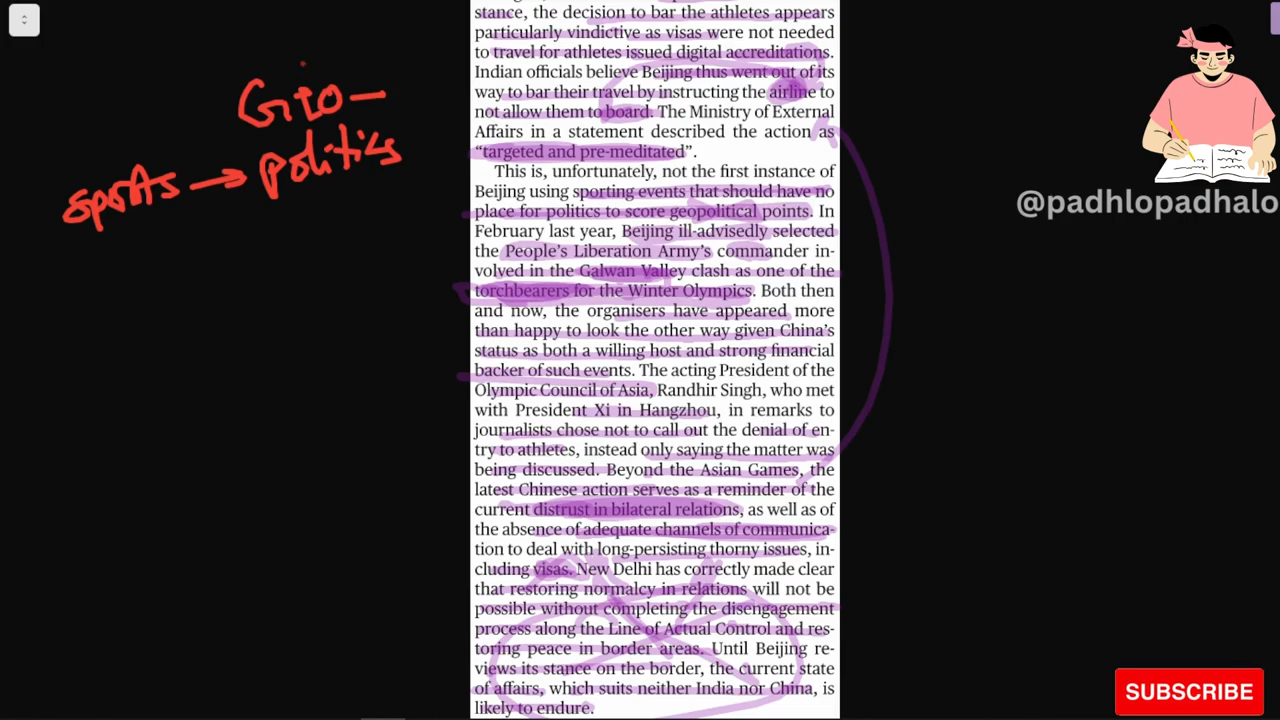 Geo-
sports → politics
stance, the decision to bar the athletes appears
particularly vindictive as visas were not needed
to travel for athletes issued digital accreditations.
Indian officials believe Beijing thus went out of its
way to bar their travel by instructing the airline to
not allow them to board. The Ministry of External
Affairs in a statement described the action as
“targeted and pre-meditated”.
This is, unfortunately, not the first instance of
Beijing using sporting events that should have no
place for politics to score geopolitical points. In
February last year, Beijing ill-advisedly selected
the People’s Liberation Army’s commander in-
volved in the Galwan Valley clash as one of the
torchbearers for the Winter Olympics. Both then
and now, the organisers have appeared more
than happy to look the other way given China’s
status as both a willing host and strong financial
backer of such events. The acting President of the
Olympic Council of Asia, Randhir Singh, who met
with President Xi in Hangzhou, in remarks to
journalists chose not to call out the denial of en-
try to athletes, instead only saying the matter was
being discussed. Beyond the Asian Games, the
latest Chinese action serves as a reminder of the
current distrust in bilateral relations, as well as of
the absence of adequate channels of communica-
tion to deal with long-persisting thorny issues, in-
cluding visas. New Delhi has correctly made clear
that restoring normalcy in relations will not be
possible without completing the disengagement
process along the Line of Actual Control and res-
toring peace in border areas. Until Beijing re-
views its stance on the border, the current state
of affairs, which suits neither India nor China, is
likely to endure.
@padhlopadhalo
SUBSCRIBE